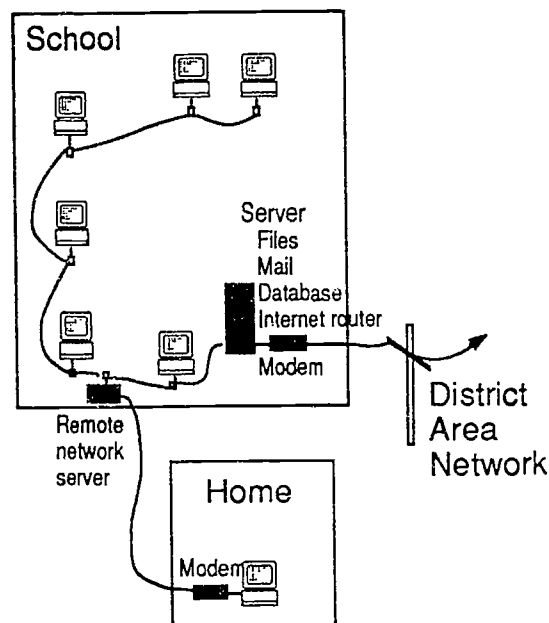 School
Server
Files
Mail
Database
Internet router
Modem
District
Area
Network
Remote
network
server
Home
Modem